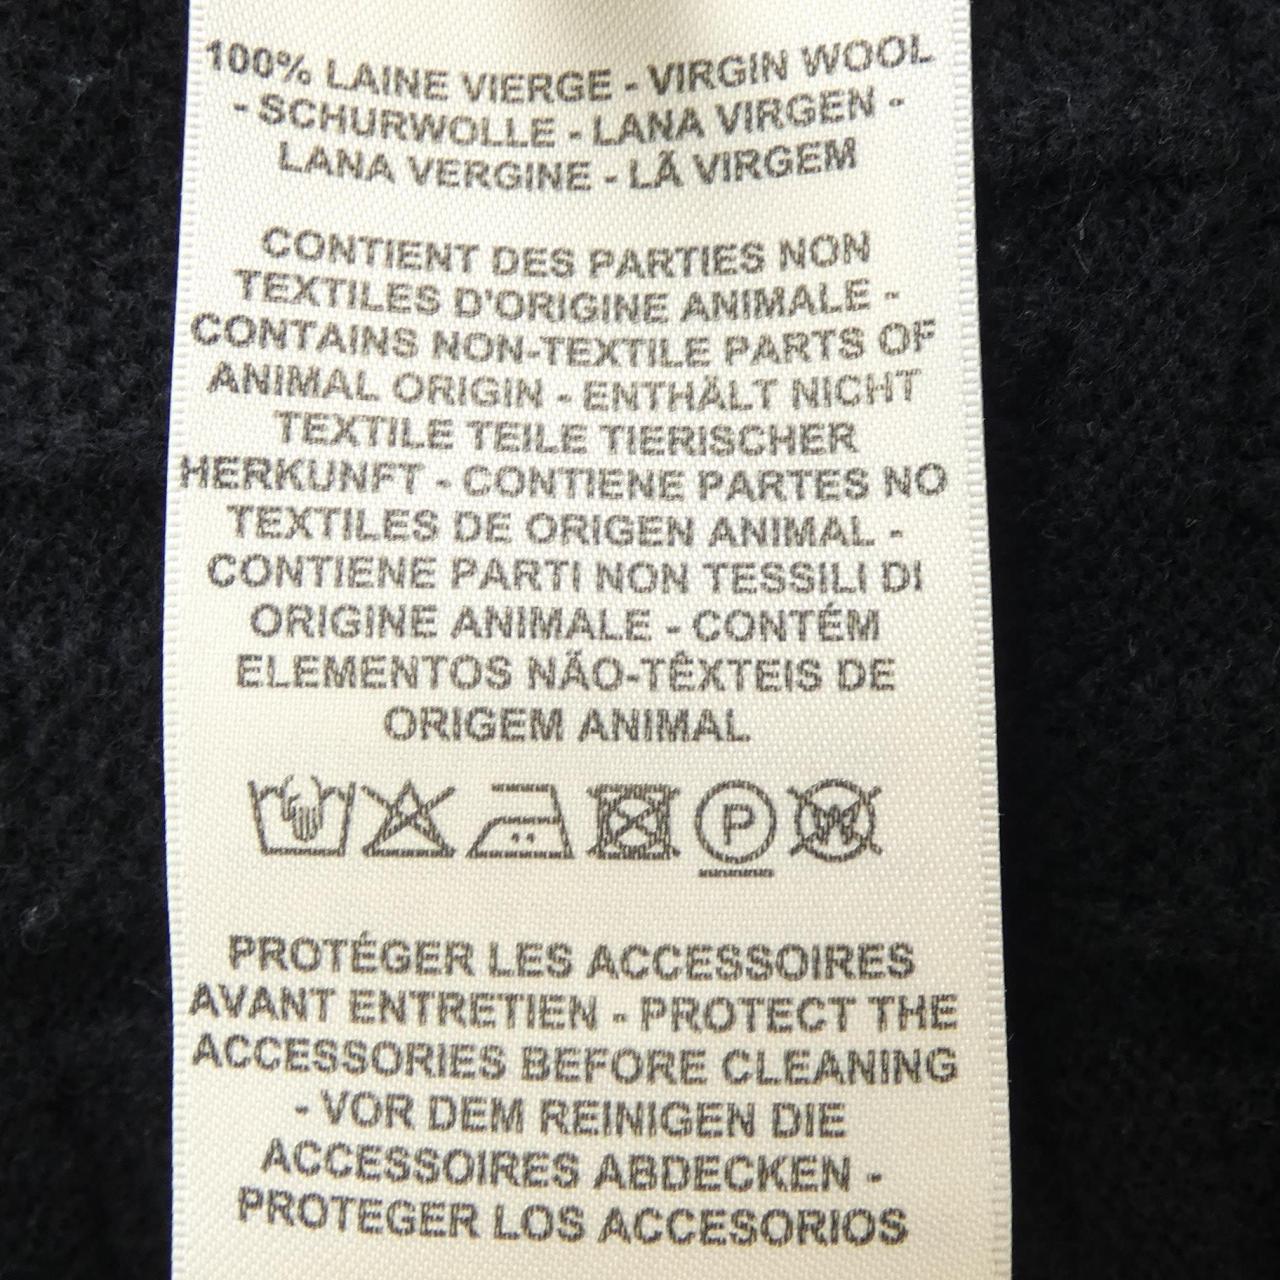 100% LAINE VIERGE - VIRGIN WOOL
- SCHURWOLLE - LANA VIRGEN -
LANA VERGINE - LÃ VIRGEM
CONTIENT DES PARTIES NON
TEXTILES D'ORIGINE ANIMALE -
CONTAINS NON-TEXTILE PARTS OF
ANIMAL ORIGIN - ENTHÄLT NICHT
TEXTILE TEILE TIERISCHER
HERKUNFT - CONTIENE PARTES NO
TEXTILES DE ORIGEN ANIMAL -
CONTIENE PARTI NON TESSILI DI
ORIGINE ANIMALE - CONTÉM
ELEMENTOS NÃO-TÊXTEIS DE
ORIGEM ANIMAL
P W
PROTÉGER LES ACCESSOIRES
AVANT ENTRETIEN - PROTECT THE
ACCESSORIES BEFORE CLEANING
- VOR DEM REINIGEN DIE
ACCESSOIRES ABDECKEN -
PROTEGER LOS ACCESORIOS